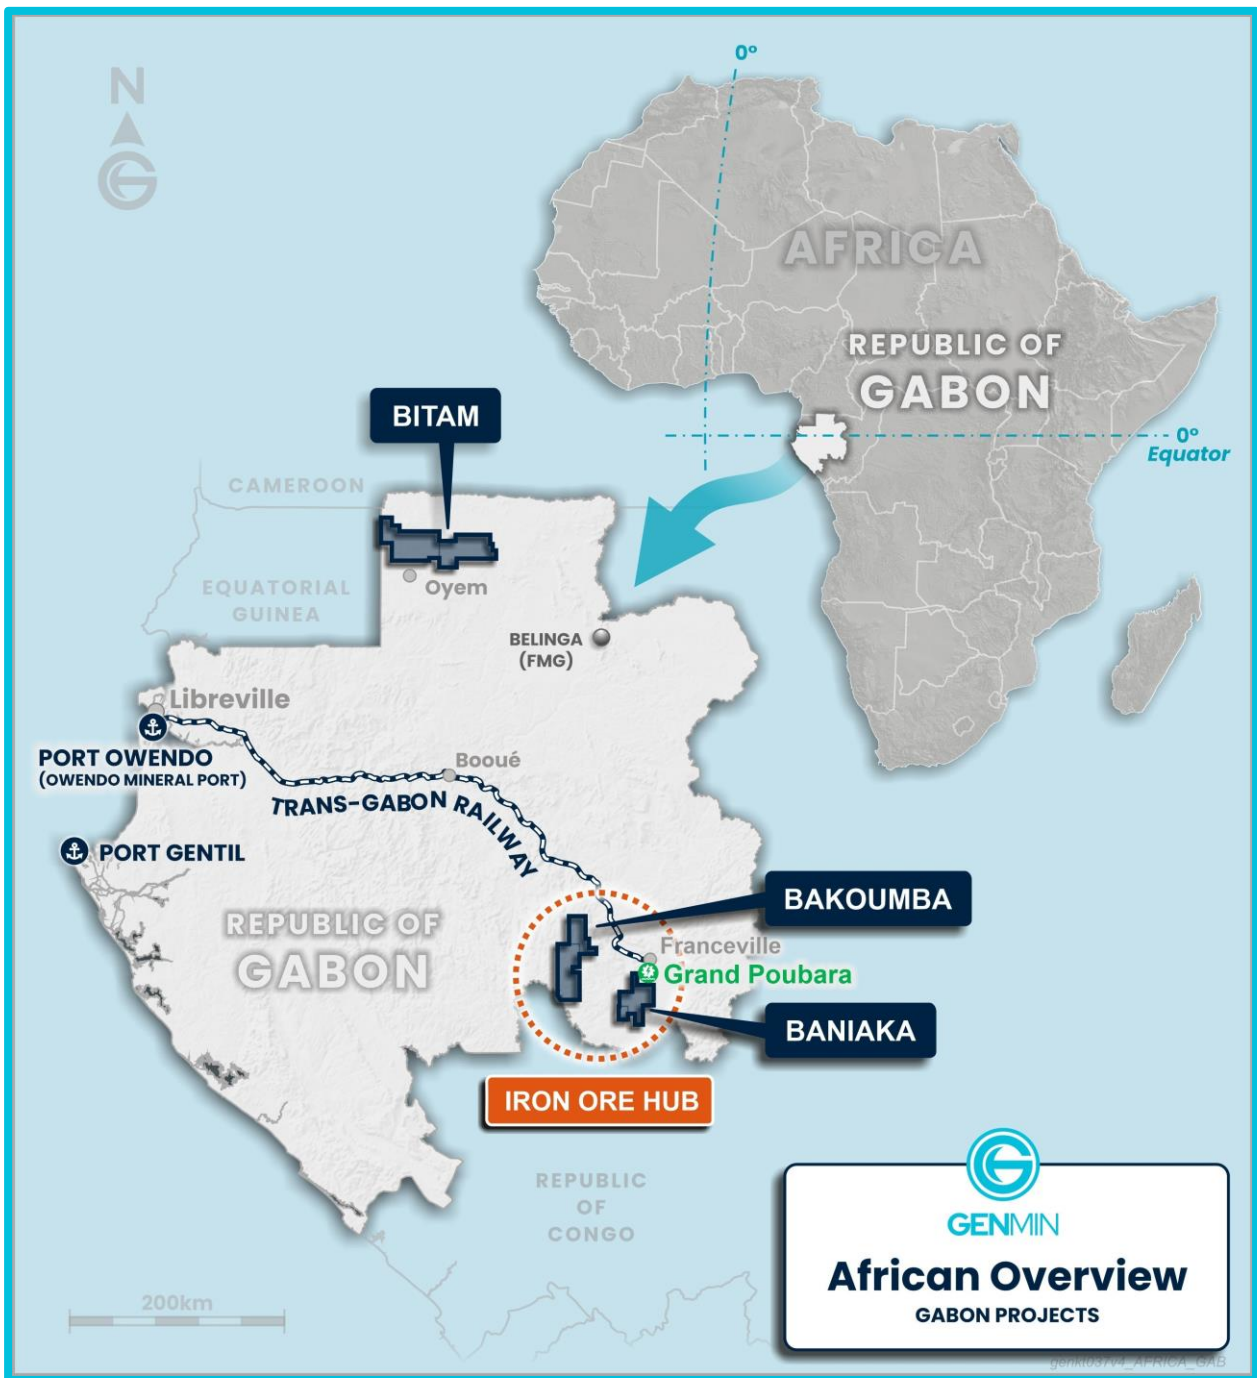 N
0°
AFRICA
REPUBLIC OF
GABON
0°
Equator
BITAM
CAMEROON
EQUATORIAL
GUINEA
Oyem
BELINGA
(FMG)
Libreville
PORT OWENDO
(OWENDO MINERAL PORT)
Booué
TRANS-GABON RAILWAY
PORT GENTIL
BAKOUMBA
REPUBLIC OF
GABON
Franceville
Grand Poubara
BANIAKA
IRON ORE HUB
REPUBLIC
OF
CONGO
200km
GENMIN
African Overview
GABON PROJECTS
genkt037v4_AFRICA_GAB